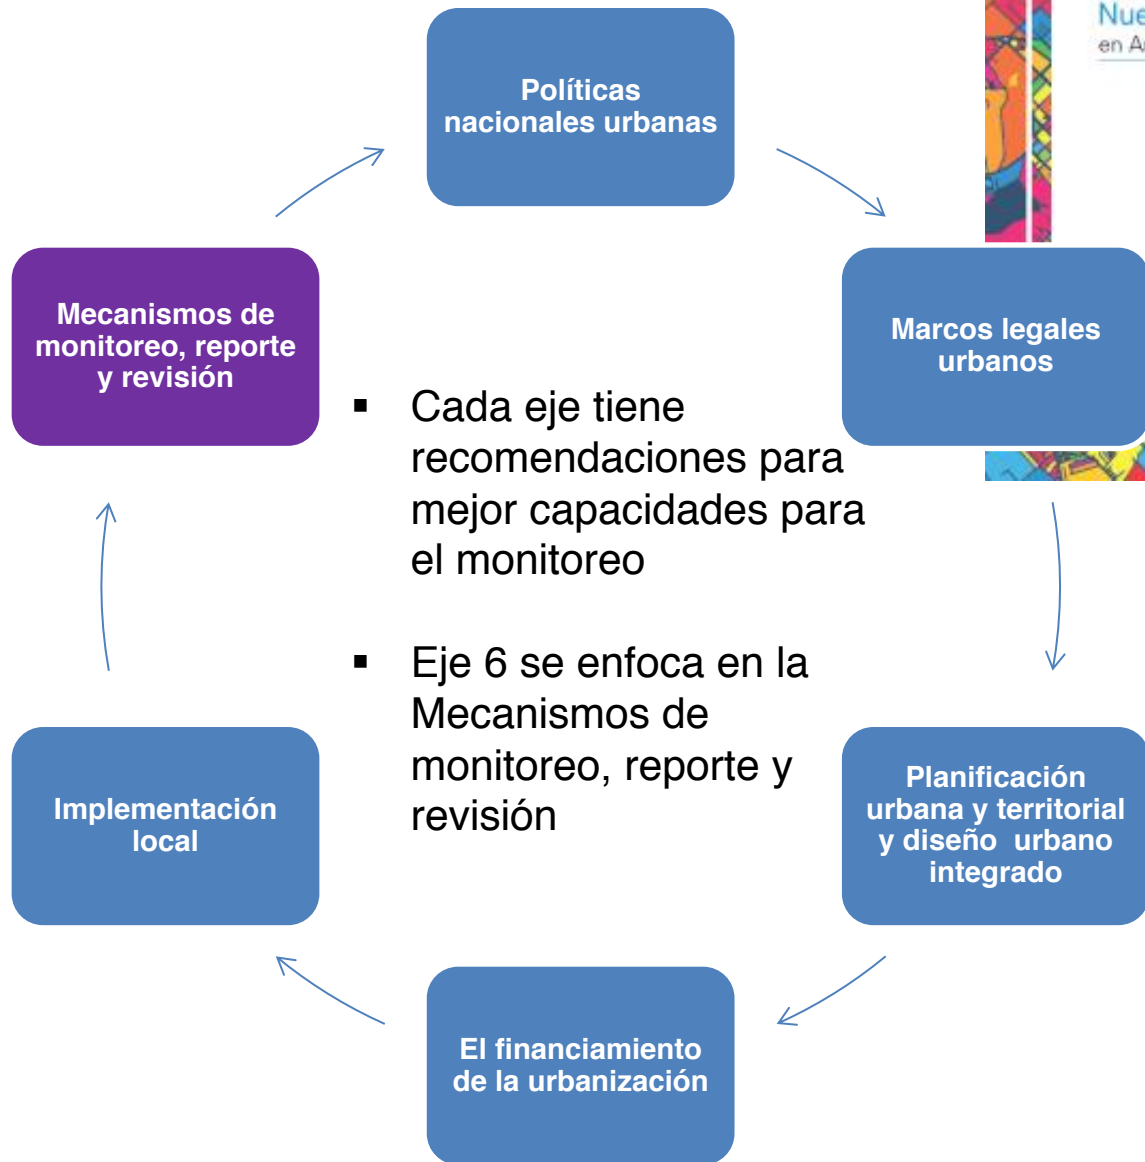 Políticas
nacionales urbanas
Marcos legales
urbanos
Planificación
urbana y territorial
y diseño urbano
integrado
El financiamiento
de la urbanización
Implementación
local
Mecanismos de
monitoreo, reporte
y revisión
▪ Cada eje tiene
recomendaciones para
mejor capacidades para
el monitoreo
▪ Eje 6 se enfoca en la
Mecanismos de
monitoreo, reporte y
revisión